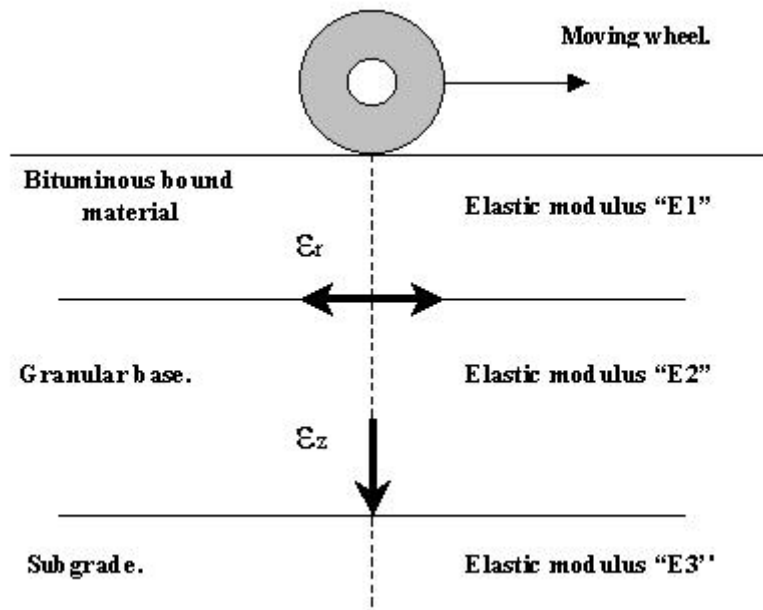 Moving wheel.
Bituminous bound
material
Elastic modulus “E1”
εr
Granular base.
Elastic modulus “E2”
εz
Subgrade.
Elastic modulus “E3’’